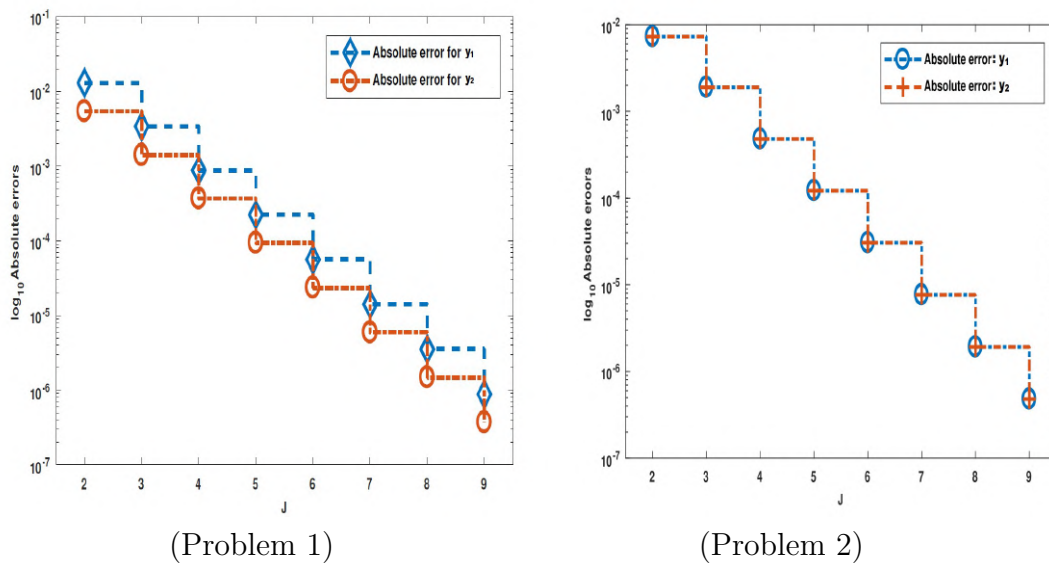 10^-1
10^-2
10^-3
10^-4
10^-5
10^-6
10^-7
log10 Absolute errors
Absolute error for y₁
Absolute error for y₂
2 3 4 5 6 7 8 9
J
(Problem 1)
10^-2
10^-3
10^-4
10^-5
10^-6
10^-7
log10 Absolute eroors
Absolute error: y₁
Absolute error: y₂
2 3 4 5 6 7 8 9
J
(Problem 2)